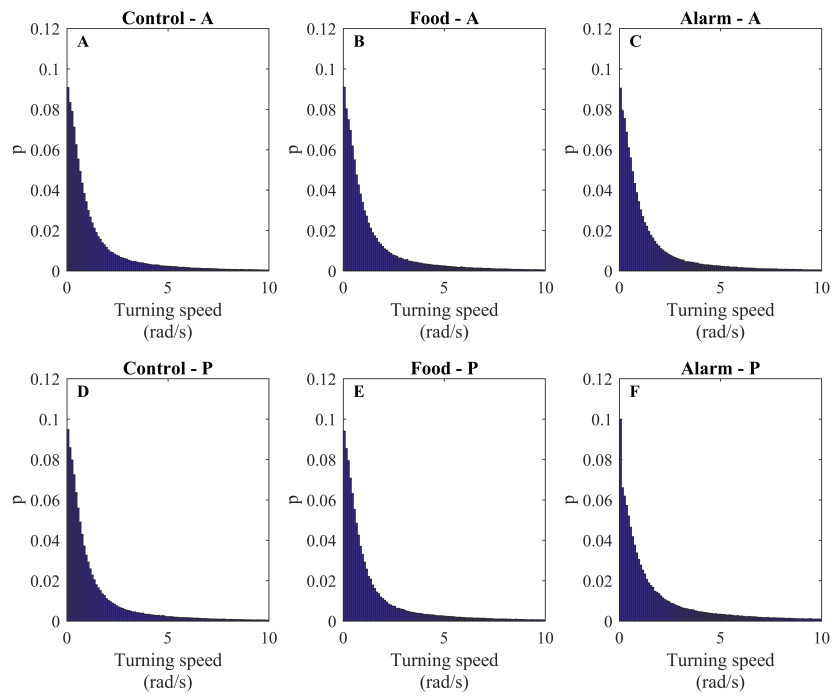 Control - A
Food - A
Alarm - A
A
B
C
0.12
0.1
0.08
0.06
0.04
0.02
0
p
0.12
0.1
0.08
0.06
0.04
0.02
0
p
0.12
0.1
0.08
0.06
0.04
0.02
0
p
0 5 10
0 5 10
0 5 10
Turning speed
(rad/s)
Turning speed
(rad/s)
Turning speed
(rad/s)
Control - P
Food - P
Alarm - P
D
E
F
0.12
0.1
0.08
0.06
0.04
0.02
0
p
0.12
0.1
0.08
0.06
0.04
0.02
0
p
0.12
0.1
0.08
0.06
0.04
0.02
0
p
0 5 10
0 5 10
0 5 10
Turning speed
(rad/s)
Turning speed
(rad/s)
Turning speed
(rad/s)